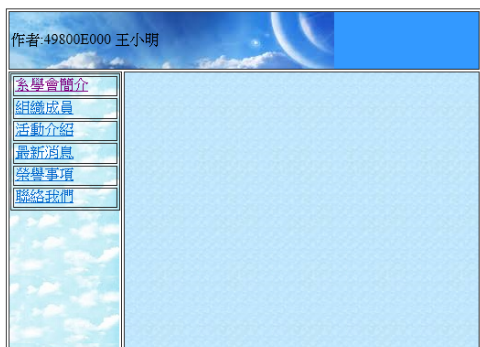 作者:49800E000 王小明
系學會簡介
組織成員
活動介紹
最新消息
榮譽事項
聯絡我們